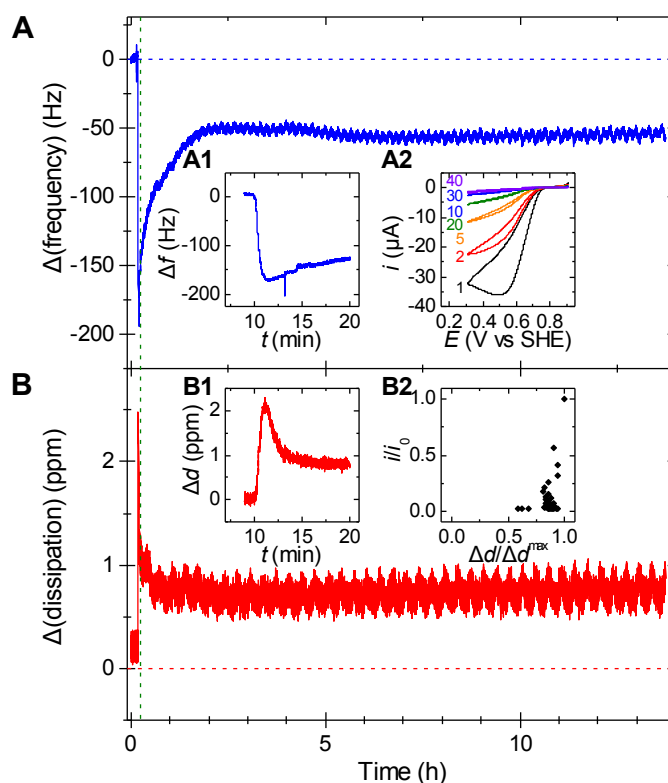 A
Δ(frequency) (Hz)
0
-50
-100
-150
-200
A1
Δf (Hz)
0
-100
-200
10
15
20
t (min)
A2
i (µA)
0
-10
-20
-30
-40
40
30
10
20
5
2
1
0.2
0.4
0.6
0.8
E (V vs SHE)
B
Δ(dissipation) (ppm)
2
1
0
B1
Δd (ppm)
2
1
0
10
15
20
t (min)
B2
i/i0
1.0
0.5
0.0
0.0
0.5
1.0
Δd/Δdmax
0
5
10
Time (h)